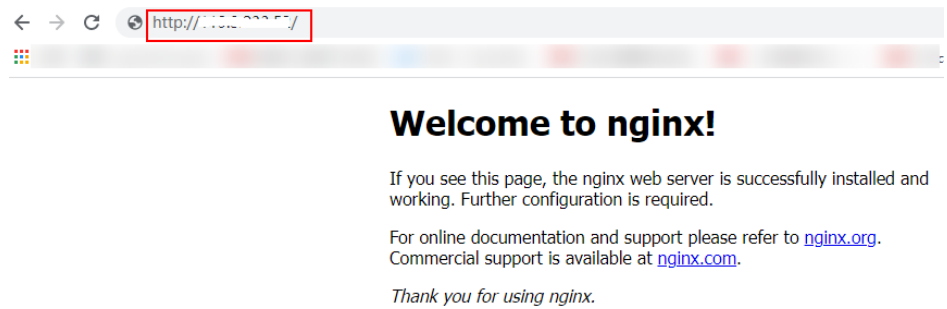 http://
Welcome to nginx!
If you see this page, the nginx web server is successfully installed and
working. Further configuration is required.
For online documentation and support please refer to nginx.org.
Commercial support is available at nginx.com.
Thank you for using nginx.